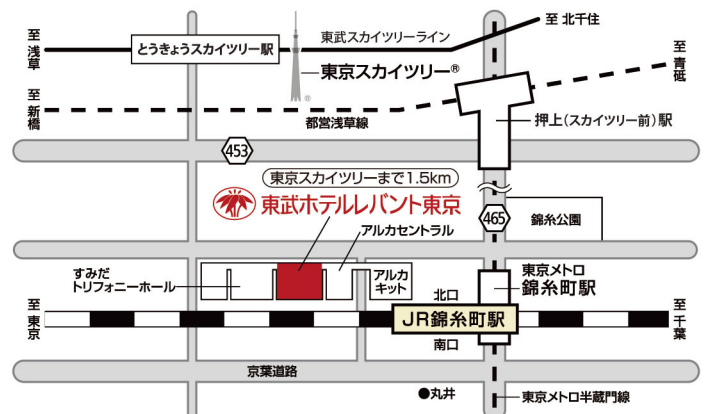 至 浅草
とうきょうスカイツリー駅
東武スカイツリーライン
至 北千住
東京スカイツリー®
®
至 青砥
至 新橋
都営浅草線
押上(スカイツリー前)駅
453
東京スカイツリーまで1.5km
東武ホテルレバント東京
465
錦糸公園
アルカセントラル
すみだ
トリフォニーホール
アルカ
キット
東京メトロ
錦糸町駅
北口
至 東京
JR錦糸町駅
至 千葉
南口
京葉道路
●丸井
東京メトロ半蔵門線